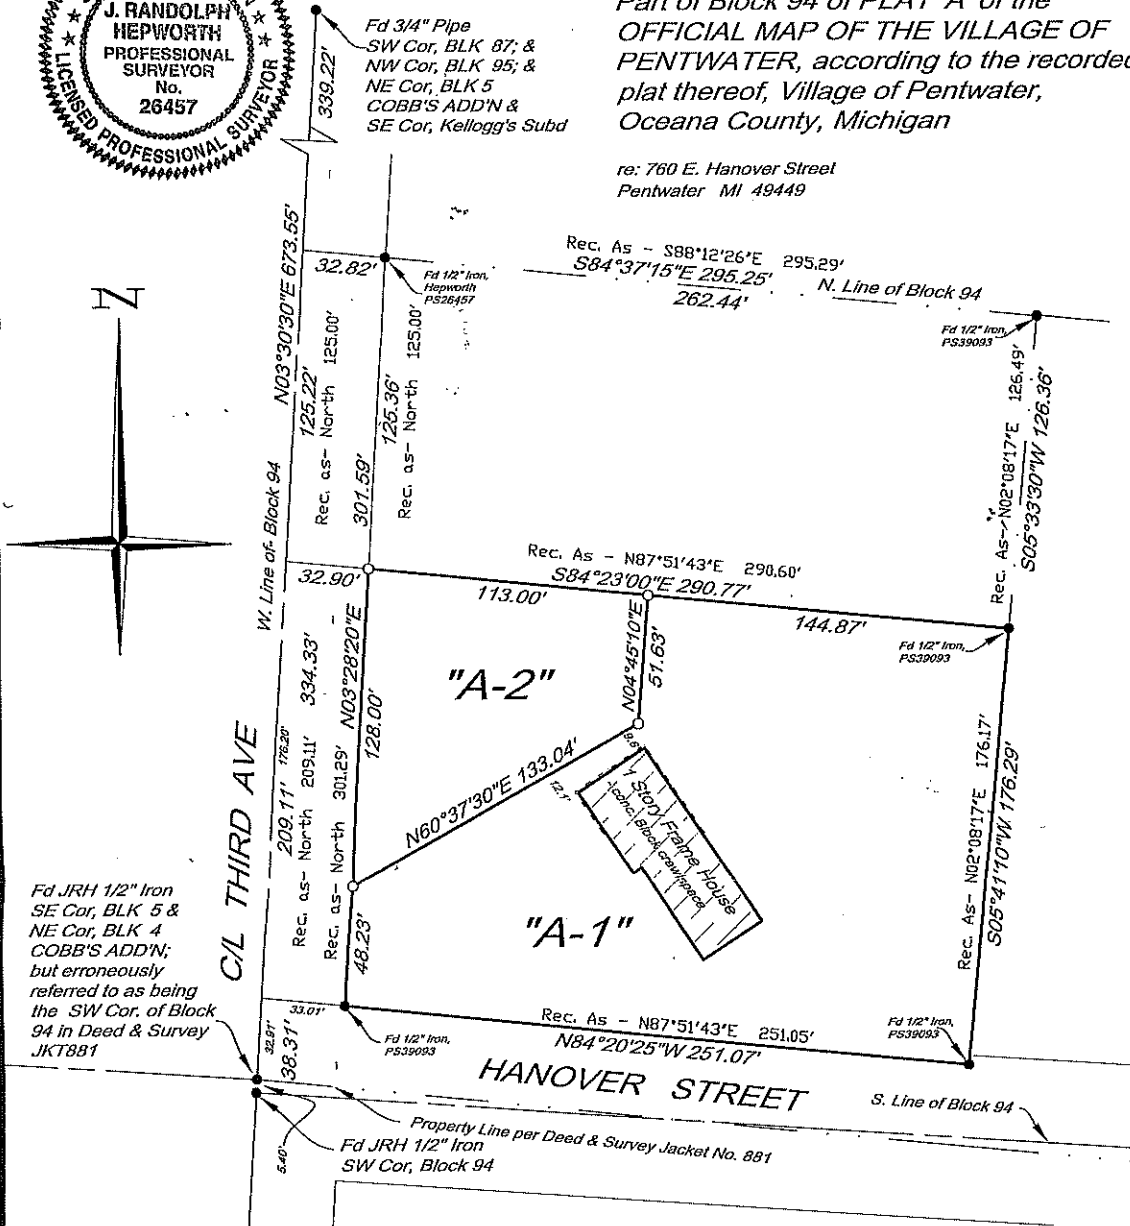 J. RANDOLPH
HEPWORTH
PROFESSIONAL
SURVEYOR
No.
26457
LICENSED PROFESSIONAL SURVEYOR
Part of Block 94 of PLAT "A" of the
OFFICIAL MAP OF THE VILLAGE OF
PENTWATER, according to the recorded
plat thereof, Village of Pentwater,
Oceana County, Michigan
re: 760 E. Hanover Street
Pentwater MI 49449
Fd 3/4" Pipe
SW Cor, BLK 87; &
NW Cor, BLK 95; &
NE Cor, BLK 5
COBB'S ADD'N &
SE Cor, Kellogg's Subd
339.22'
N03°30'30"E 673.55'
32.82'
Fd 1/2" Iron,
Hepworth
PS26457
Rec. As - S88°12'26"E 295.29'
S84°37'15"E 295.25'
262.44'
N. Line of Block 94
Fd 1/2" Iron,
PS39093
N
125.22'
Rec. as- North 125.00'
301.59'
125.36'
Rec. as- North 125.00'
Rec. As- N02°08'17"E 126.49'
S05°33'30"W 126.36'
W. Line of Block 94
32.90'
Rec. As - N87°51'43"E 290.60'
S84°23'00"E 290.77'
113.00'
144.87'
Fd 1/2" Iron,
PS39093
N03°28'20"E
128.00'
"A-2"
N04°45'10"E
51.63'
334.33'
176.20'
209.11'
Rec. as- North 209.11'
Rec. as- North 301.29'
N60°37'30"E 133.04'
9.6'
12.1'
1 Story Frame House
conc. Block crawlspace
"A-1"
Rec. As- N02°08'17"E 176.17'
S05°41'10"W 176.29'
C/L THIRD AVE
48.23'
Fd JRH 1/2" Iron
SE Cor, BLK 5 &
NE Cor, BLK 4
COBB'S ADD'N;
but erroneously
referred to as being
the SW Cor. of Block
94 in Deed & Survey
JKT881
33.01'
32.91'
38.31'
Fd 1/2" Iron,
PS39093
Rec. As - N87°51'43"E 251.05'
N84°20'25"W 251.07'
Fd 1/2" Iron,
PS39093
HANOVER STREET
S. Line of Block 94
Property Line per Deed & Survey Jacket No. 881
5.40'
Fd JRH 1/2" Iron
SW Cor, Block 94